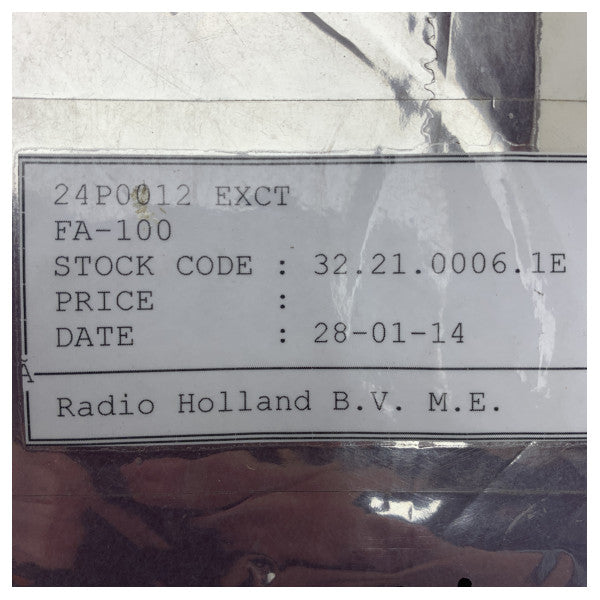 24P0012 EXCT
FA-100
STOCK CODE : 32.21.0006.1E
PRICE :
DATE : 28-01-14
Ă
Radio Holland B.V. M.E.